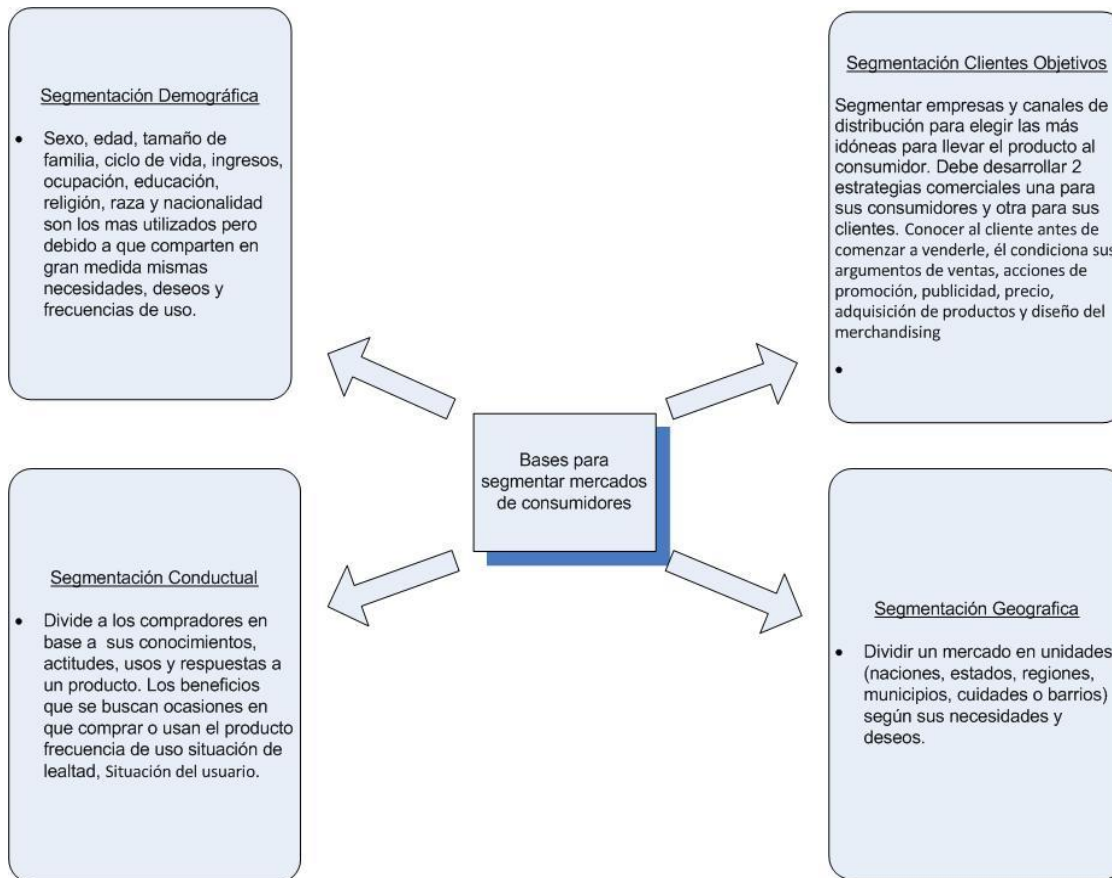 Segmentación Demográfica
• Sexo, edad, tamaño de
familia, ciclo de vida, ingresos,
ocupación, educación,
religión, raza y nacionalidad
son los mas utilizados pero
debido a que comparten en
gran medida mismas
necesidades, deseos y
frecuencias de uso.
Segmentación Clientes Objetivos
Segmentar empresas y canales de
distribución para elegir las más
idóneas para llevar el producto al
consumidor. Debe desarrollar 2
estrategias comerciales una para
sus consumidores y otra para sus
clientes. Conocer al cliente antes de
comenzar a venderle, él condiciona sus
argumentos de ventas, acciones de
promoción, publicidad, precio,
adquisición de productos y diseño del
merchandising
•
Bases para
segmentar mercados
de consumidores
Segmentación Conductual
• Divide a los compradores en
base a sus conocimientos,
actitudes, usos y respuestas a
un producto. Los beneficios
que se buscan ocasiones en
que comprar o usan el producto
frecuencia de uso situación de
lealtad, Situación del usuario.
Segmentación Geografica
• Dividir un mercado en unidades
(naciones, estados, regiones,
municipios, cuidades o barrios)
según sus necesidades y
deseos.